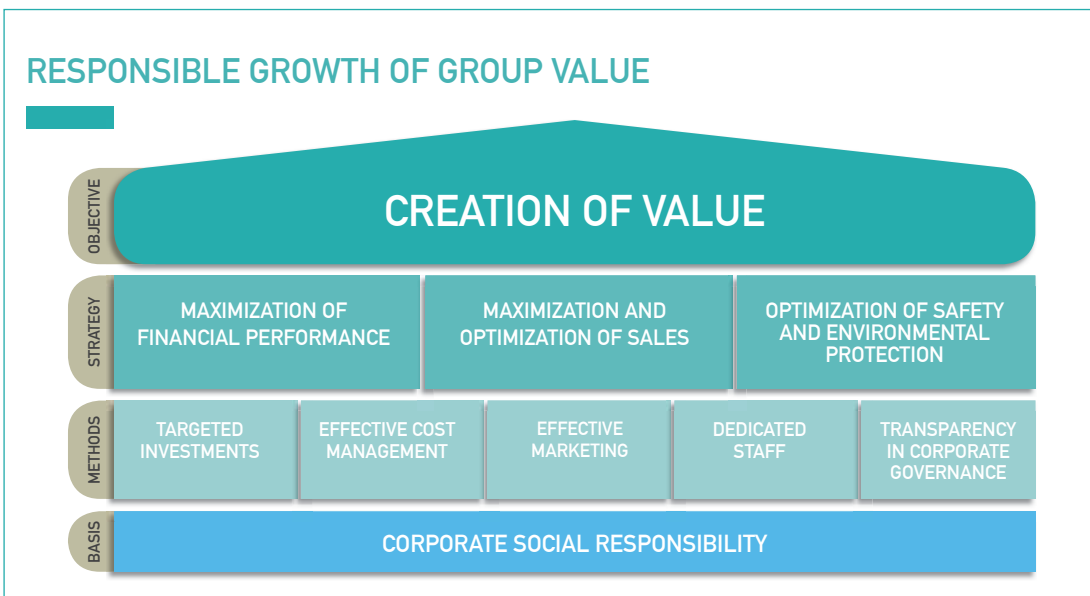 RESPONSIBLE GROWTH OF GROUP VALUE
OBJECTIVE
CREATION OF VALUE
STRATEGY
MAXIMIZATION OF
FINANCIAL PERFORMANCE
MAXIMIZATION AND
OPTIMIZATION OF SALES
OPTIMIZATION OF SAFETY
AND ENVIRONMENTAL
PROTECTION
METHODS
TARGETED
INVESTMENTS
EFFECTIVE COST
MANAGEMENT
EFFECTIVE
MARKETING
DEDICATED
STAFF
TRANSPARENCY
IN CORPORATE
GOVERNANCE
BASIS
CORPORATE SOCIAL RESPONSIBILITY